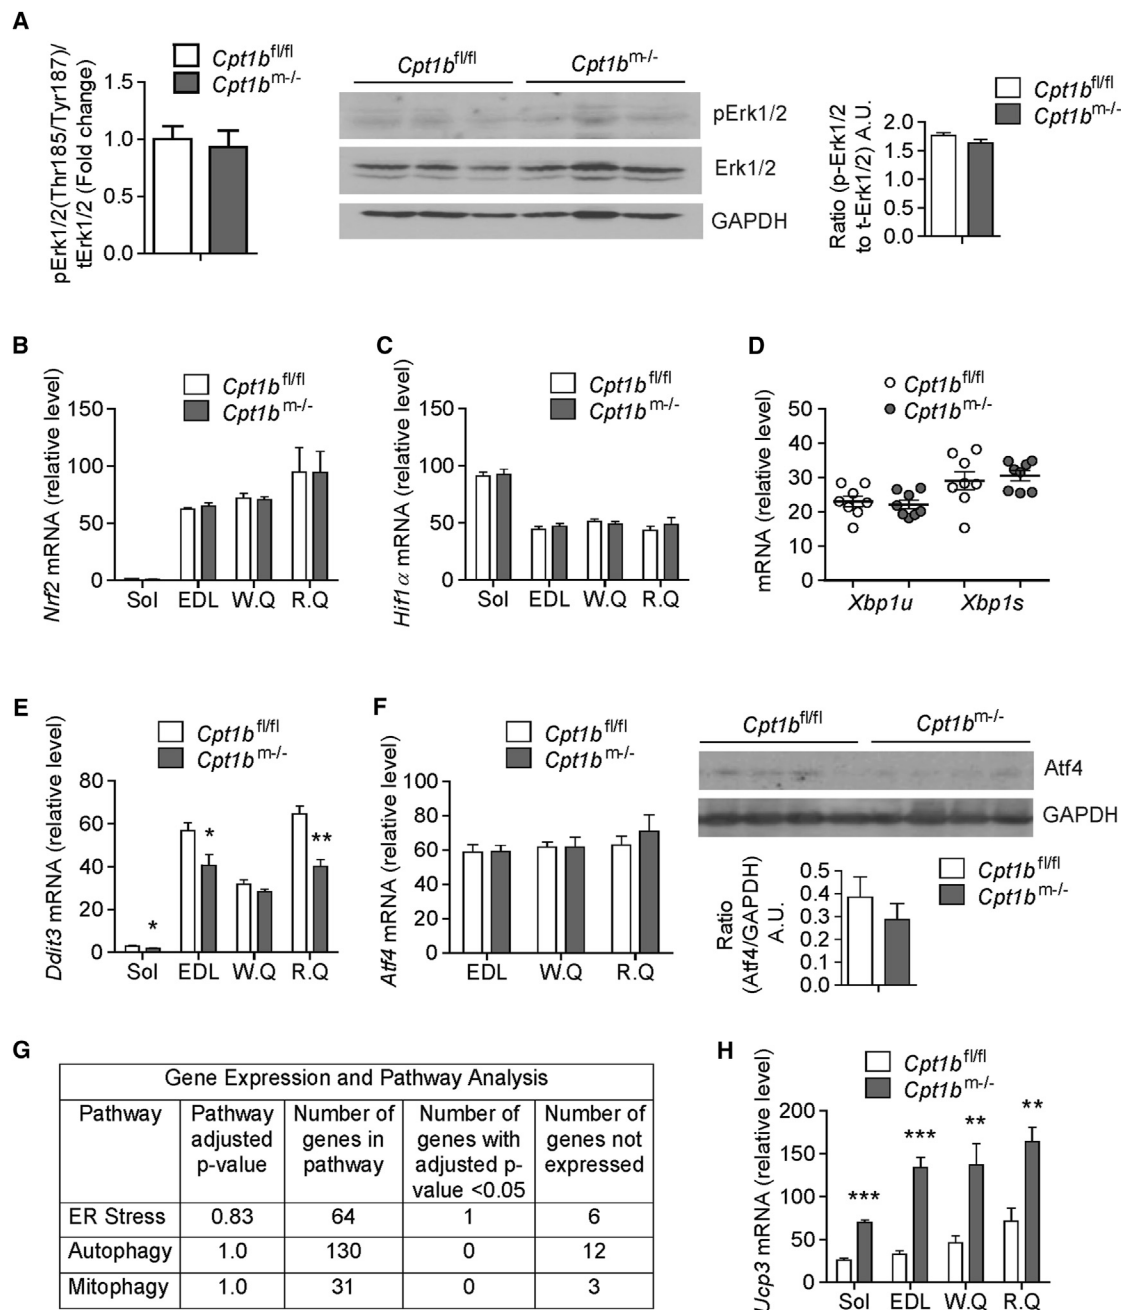 A
Cpt1b fl/fl
Cpt1b m-/-
pErk1/2(Thr185/Tyr187)/
tErk1/2 (Fold change)
1.5
1.0
0.5
0.0
Cpt1b fl/fl
Cpt1b m-/-
pErk1/2
Erk1/2
GAPDH
Cpt1b fl/fl
Cpt1b m-/-
Ratio (p-Erk1/2
to t-Erk1/2) A.U.
2.0
1.5
1.0
0.5
0.0
B
Cpt1b fl/fl
Cpt1b m-/-
Nrf2 mRNA (relative level)
150
100
50
0
Sol EDL W.Q R.Q
C
Cpt1b fl/fl
Cpt1b m-/-
Hif1α mRNA (relative level)
150
100
50
0
Sol EDL W.Q R.Q
D
Cpt1b fl/fl
Cpt1b m-/-
mRNA (relative level)
50
40
30
20
10
0
Xbp1u Xbp1s
E
Cpt1b fl/fl
Cpt1b m-/-
Ddit3 mRNA (relative level)
80
60
40
20
0
* * **
Sol EDL W.Q R.Q
F
Cpt1b fl/fl
Cpt1b m-/-
Atf4 mRNA (relative level)
100
80
60
40
20
0
EDL W.Q R.Q
Cpt1b fl/fl
Cpt1b m-/-
Atf4
GAPDH
Cpt1b fl/fl
Cpt1b m-/-
Ratio
(Atf4/GAPDH)
A.U.
0.5
0.4
0.3
0.2
0.1
0.0
G
Gene Expression and Pathway Analysis
Pathway
Pathway
adjusted
p-value
Number of
genes in
pathway
Number of
genes with
adjusted p-
value <0.05
Number of
genes not
expressed
ER Stress 0.83 64 1 6
Autophagy 1.0 130 0 12
Mitophagy 1.0 31 0 3
H
Cpt1b fl/fl
Cpt1b m-/-
Ucp3 mRNA (relative level)
200
150
100
50
0
*** *** ** **
Sol EDL W.Q R.Q